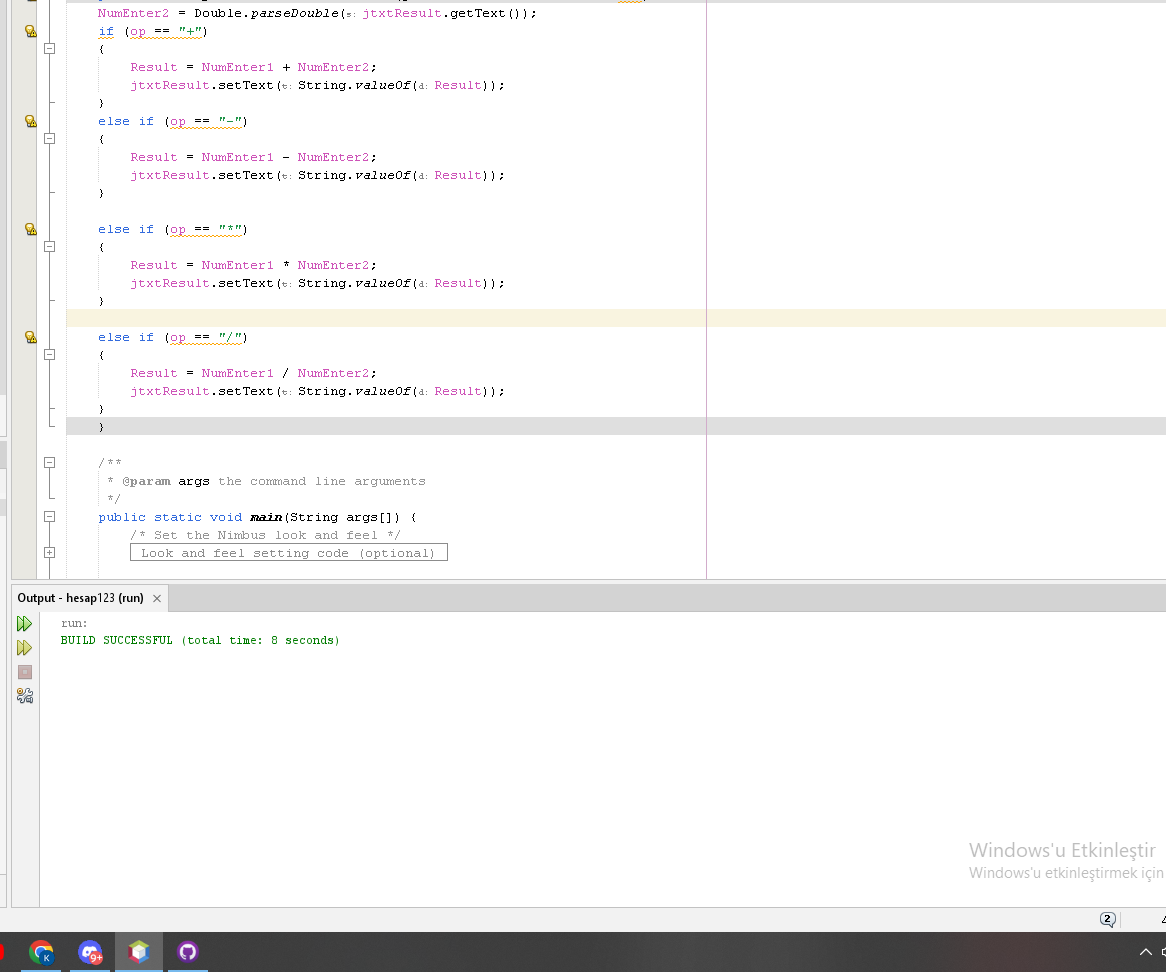 NumEnter2 = Double.parseDouble(s: jtxtResult.getText());
if (op == "+")
{
Result = NumEnter1 + NumEnter2;
jtxtResult.setText(t: String.valueOf(d: Result));
}
else if (op == "-")
{
Result = NumEnter1 - NumEnter2;
jtxtResult.setText(t: String.valueOf(d: Result));
}
else if (op == "*")
{
Result = NumEnter1 * NumEnter2;
jtxtResult.setText(t: String.valueOf(d: Result));
}
else if (op == "/")
{
Result = NumEnter1 / NumEnter2;
jtxtResult.setText(t: String.valueOf(d: Result));
}
}
/**
* @param args the command line arguments
*/
public static void main(String args[]) {
/* Set the Nimbus look and feel */
Look and feel setting code (optional)
Output - hesap123 (run)
run:
BUILD SUCCESSFUL (total time: 8 seconds)
Windows'u Etkinleştir
Windows'u etkinleştirmek için
2
K
9+